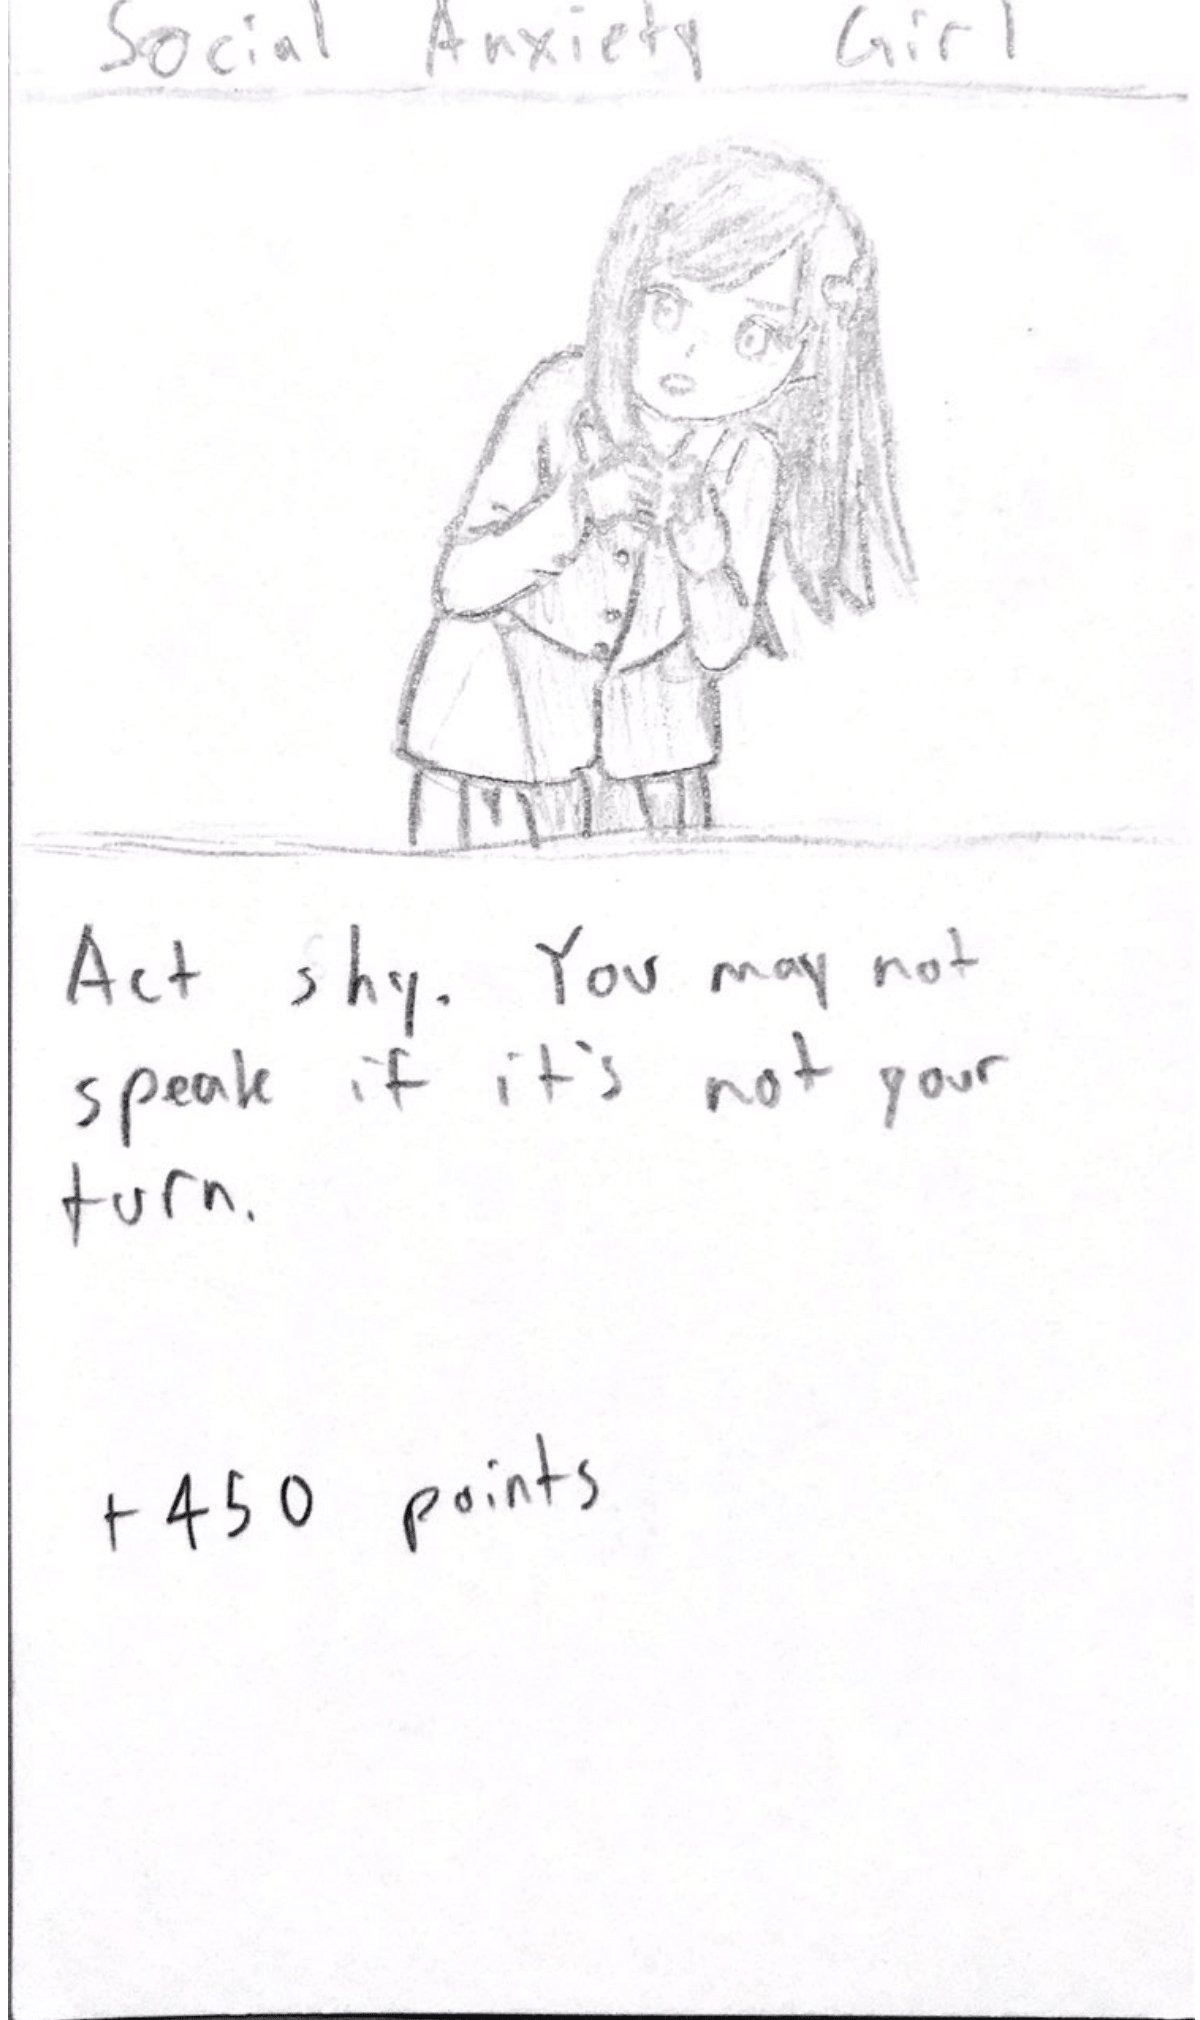 Social Anxiety Girl
Act shy. You may not
speak if it's not your
turn.
+450 points